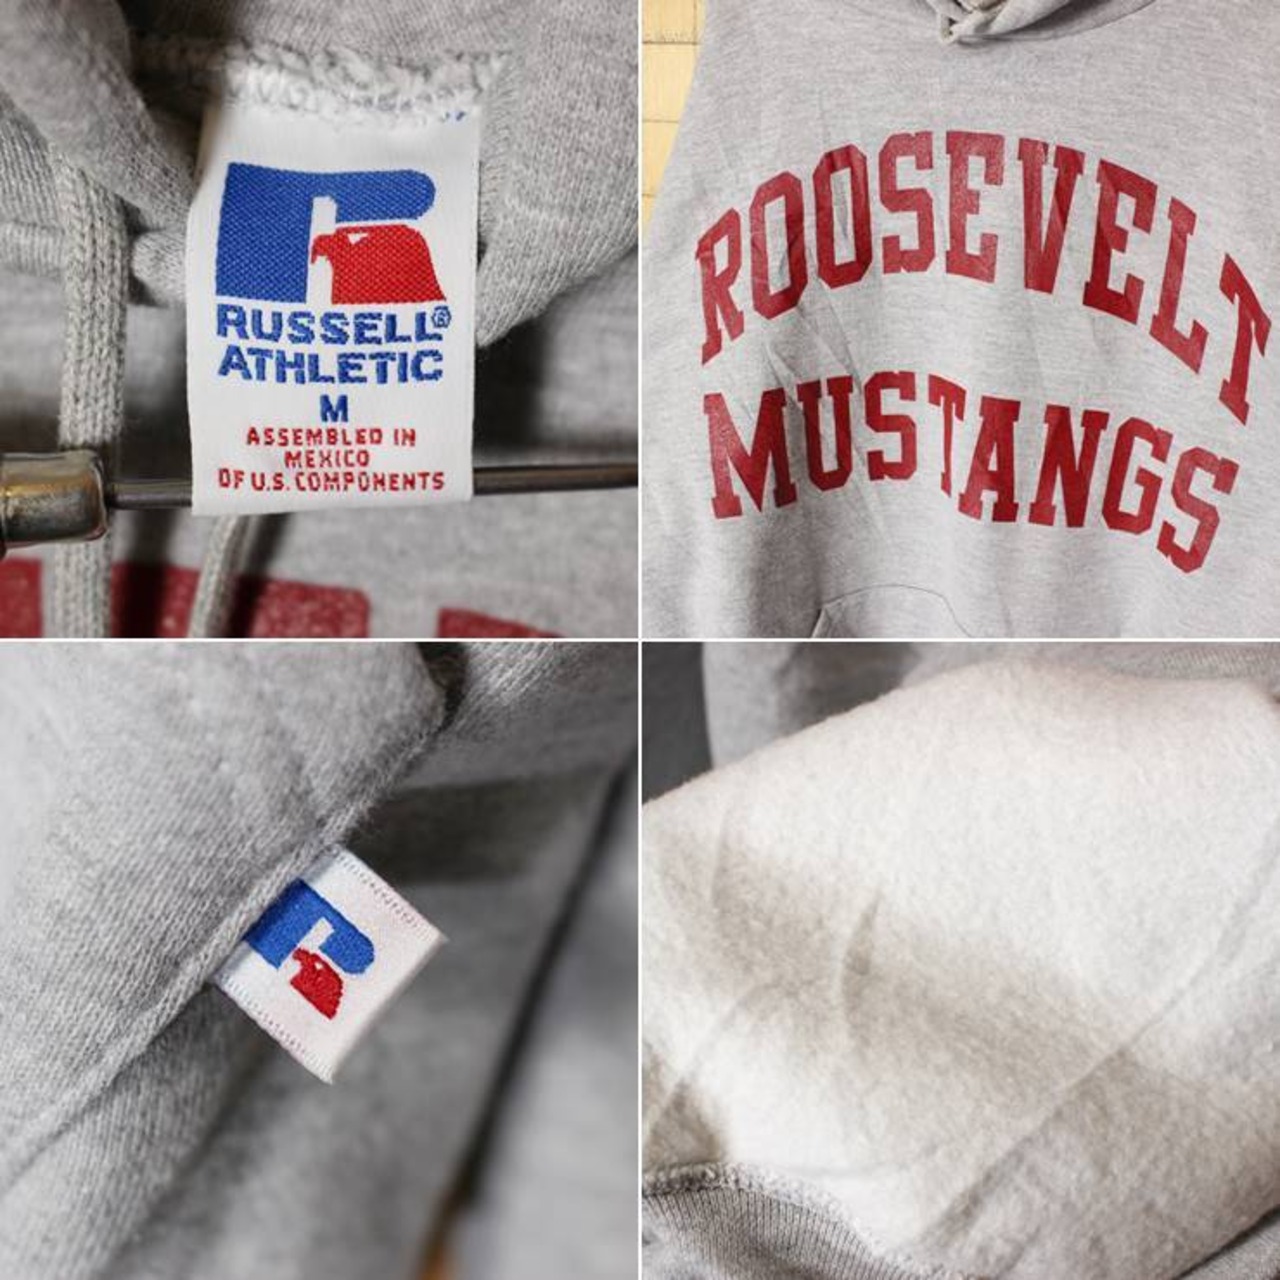 RUSSELL®
ATHLETIC
M
ASSEMBLED IN
MEXICO
OF U.S. COMPONENTS
ROOSEVELT
MUSTANGS